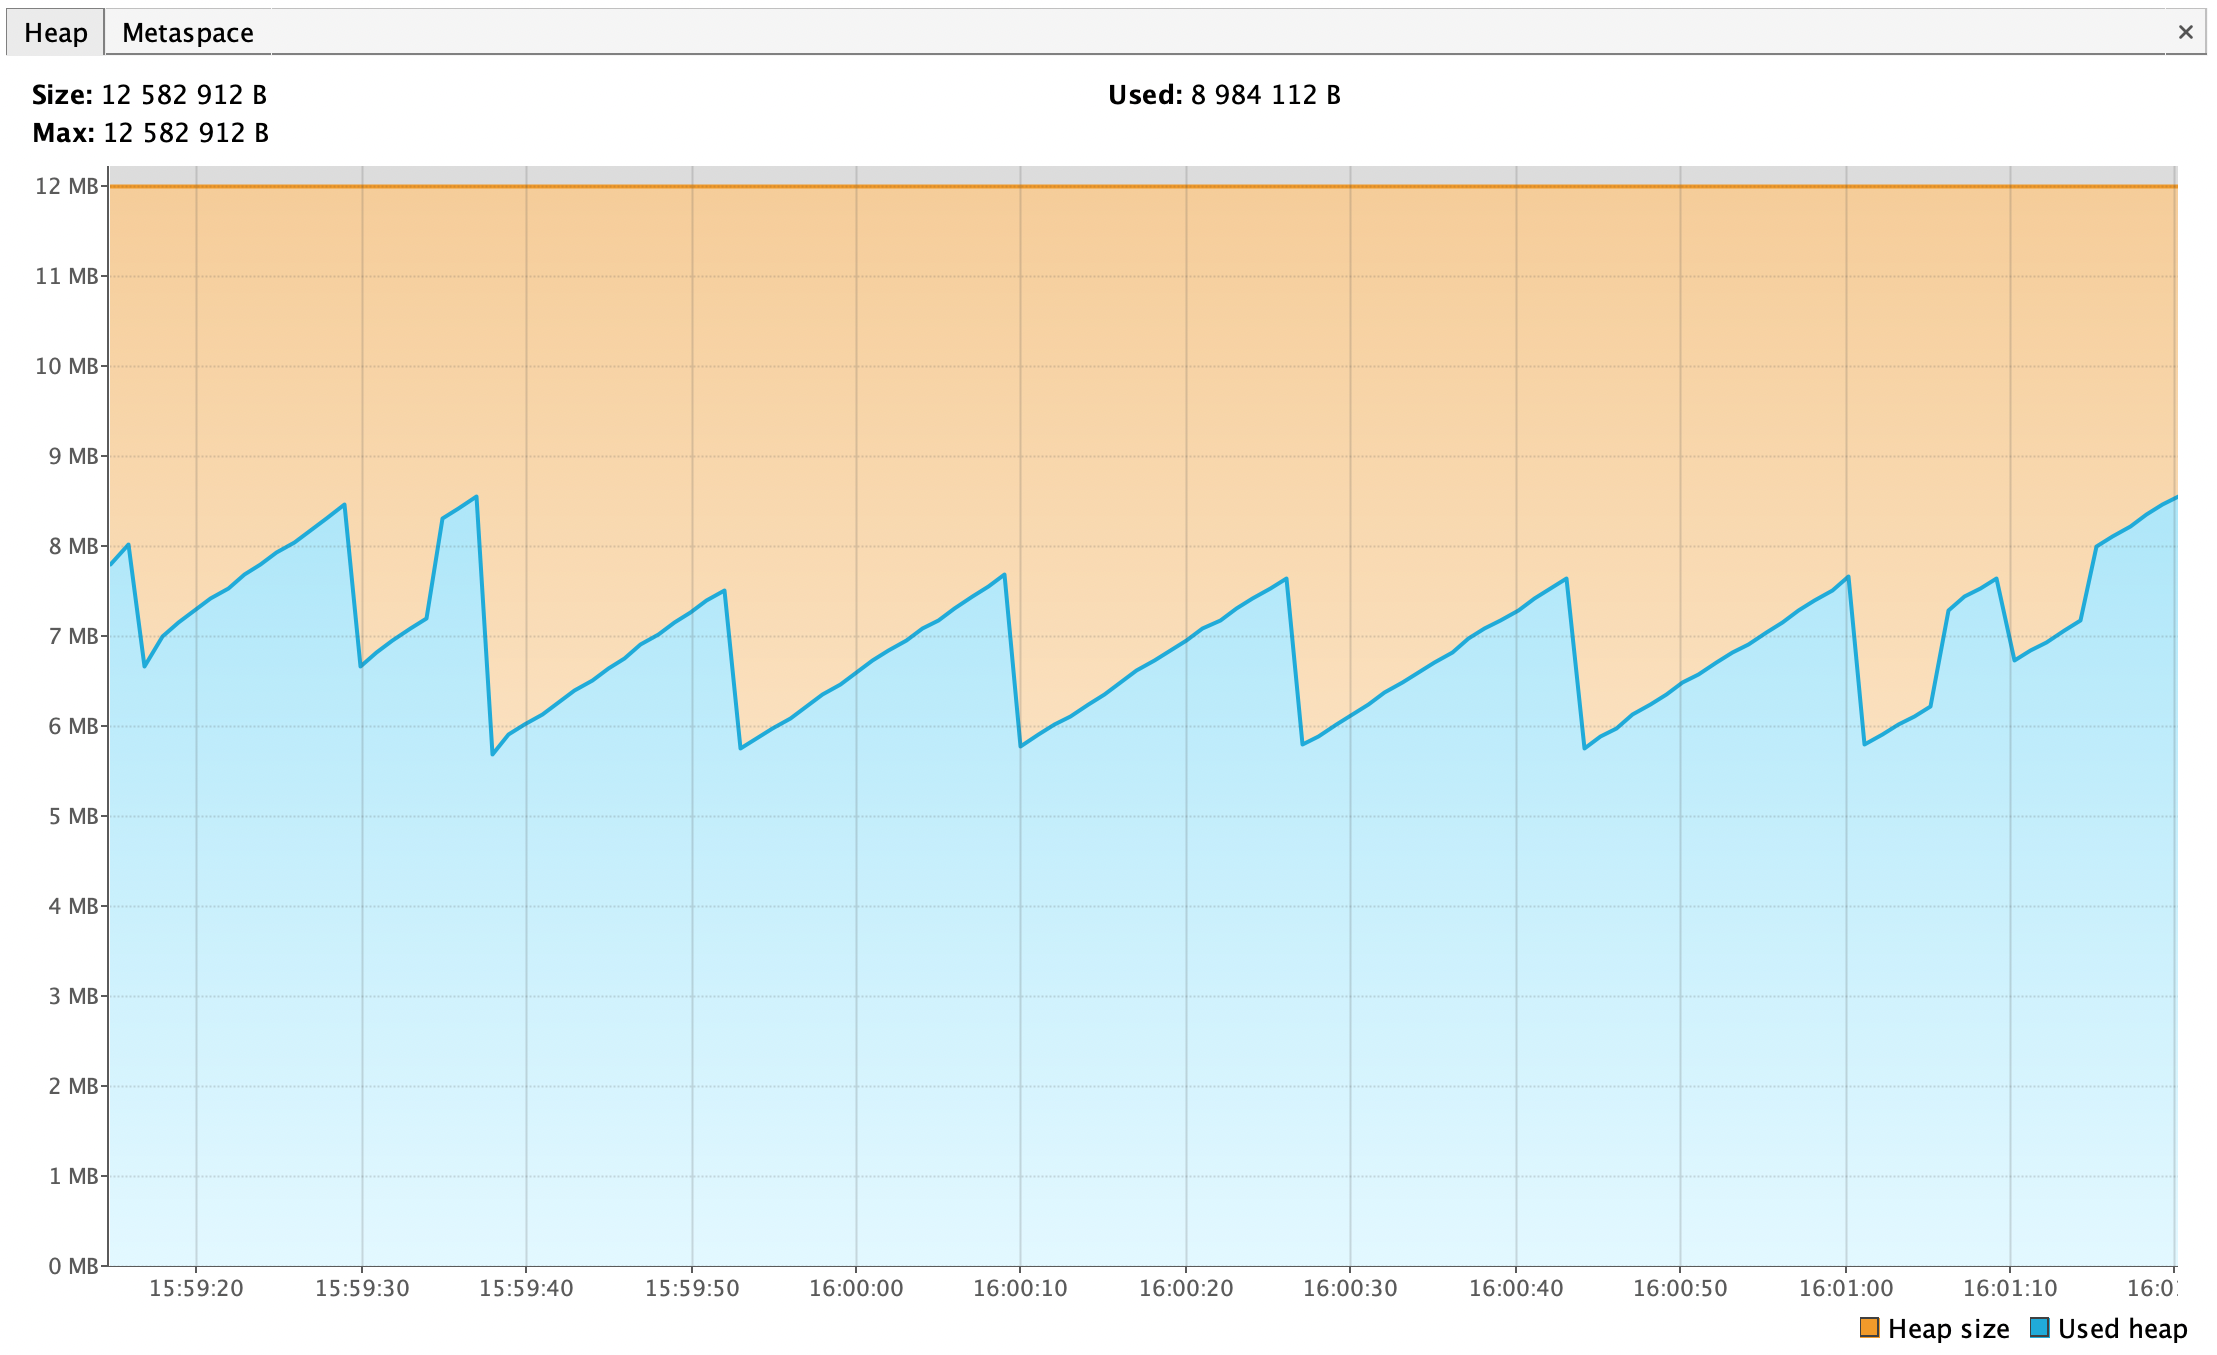 Heap Metaspace ×
Size: 12 582 912 B Used: 8 984 112 B
Max: 12 582 912 B
12 MB
11 MB
10 MB
9 MB
8 MB
7 MB
6 MB
5 MB
4 MB
3 MB
2 MB
1 MB
0 MB
15:59:20 15:59:30 15:59:40 15:59:50 16:00:00 16:00:10 16:00:20 16:00:30 16:00:40 16:00:50 16:01:00 16:01:10
Heap size Used heap